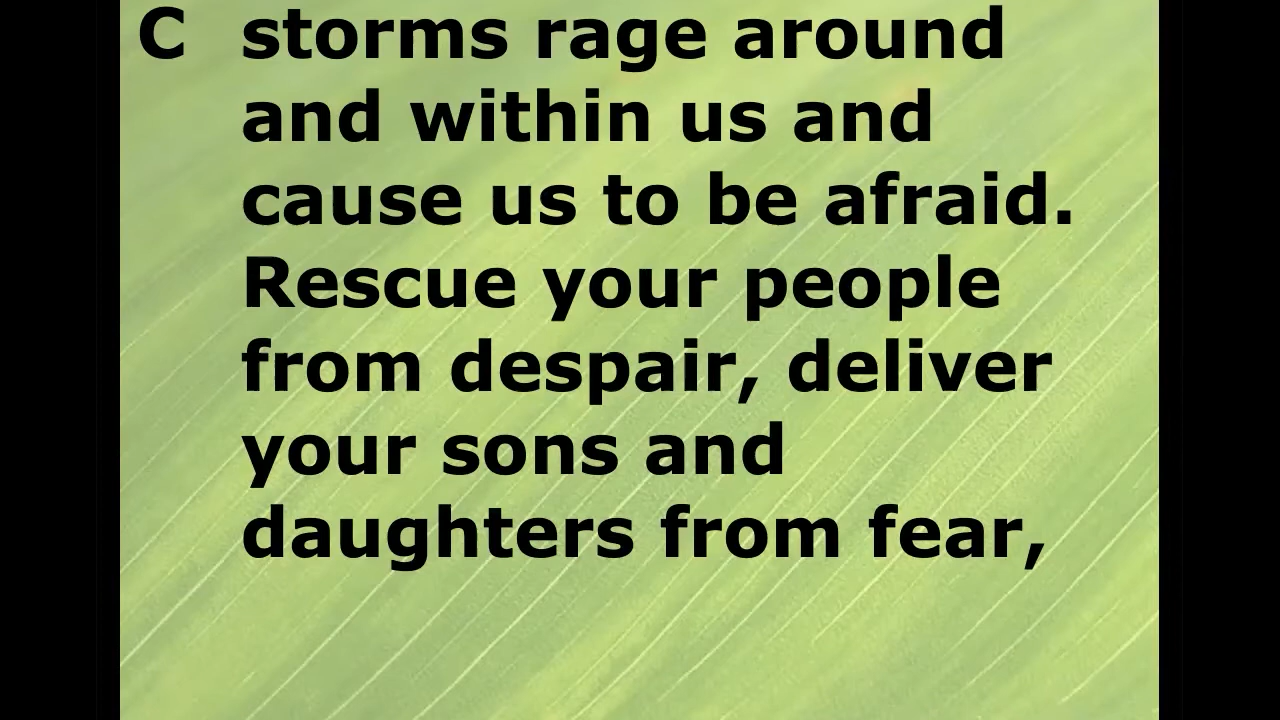 C storms rage around
and within us and
cause us to be afraid.
Rescue your people
from despair, deliver
your sons and
daughters from fear,